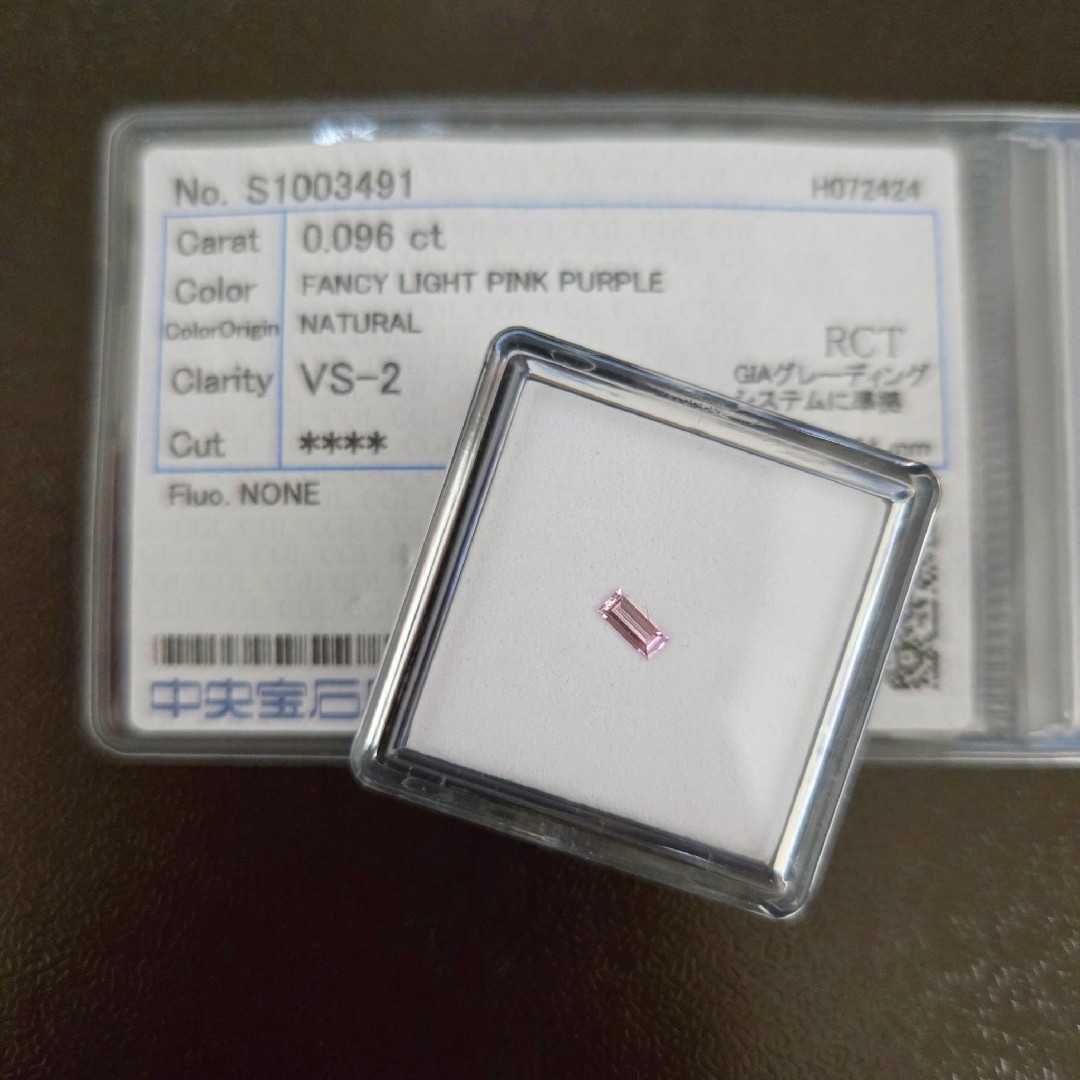 No. S1003491
H072424
Carat 0.096 ct
Color FANCY LIGHT PINK PURPLE
ColorOrigin NATURAL
RCT
Clarity VS-2
GIAグレーディング
システムに準拠
Cut ****
mm
Fluo. NONE
中央宝石